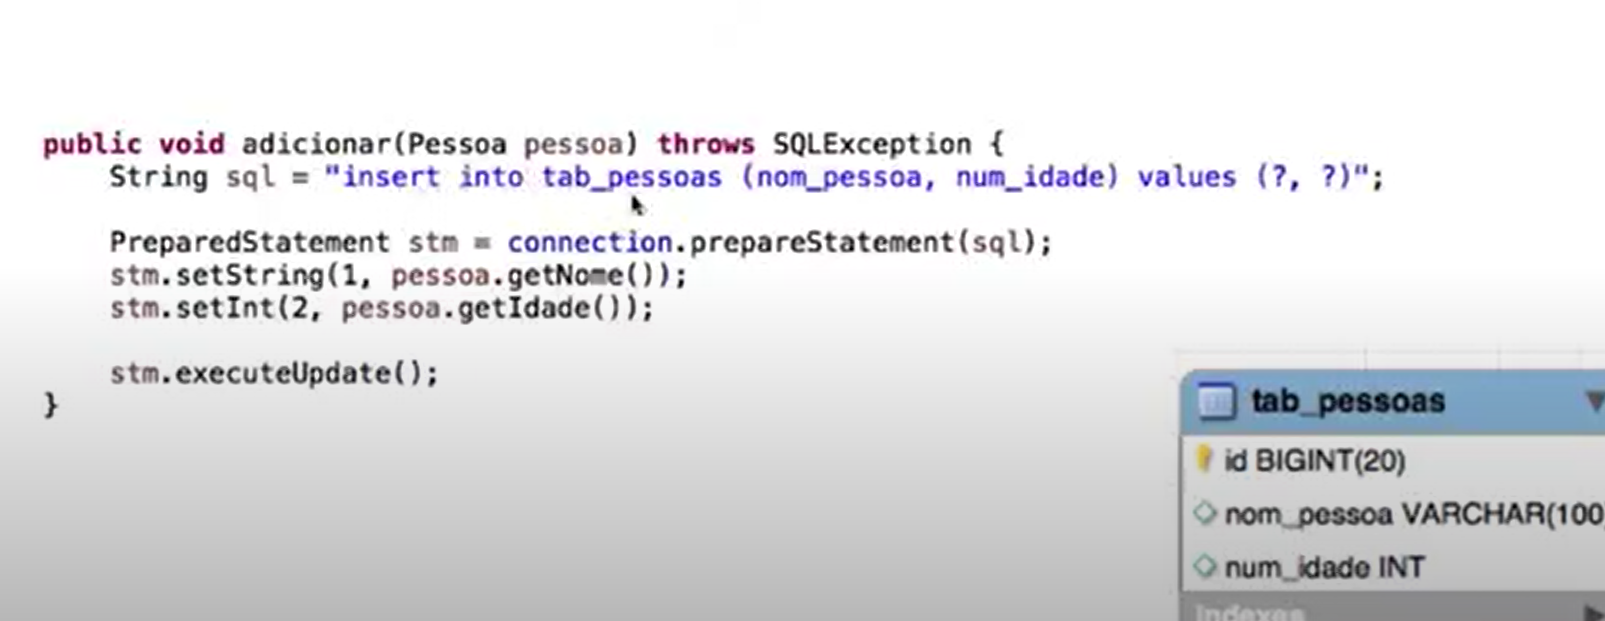 public void adicionar(Pessoa pessoa) throws SQLException {
String sql = "insert into tab_pessoas (nom_pessoa, num_idade) values (?, ?)";
PreparedStatement stm = connection.prepareStatement(sql);
stm.setString(1, pessoa.getNome());
stm.setInt(2, pessoa.getIdade());
stm.executeUpdate();
}
tab_pessoas
id BIGINT(20)
nom_pessoa VARCHAR(100
num_idade INT
Indexes